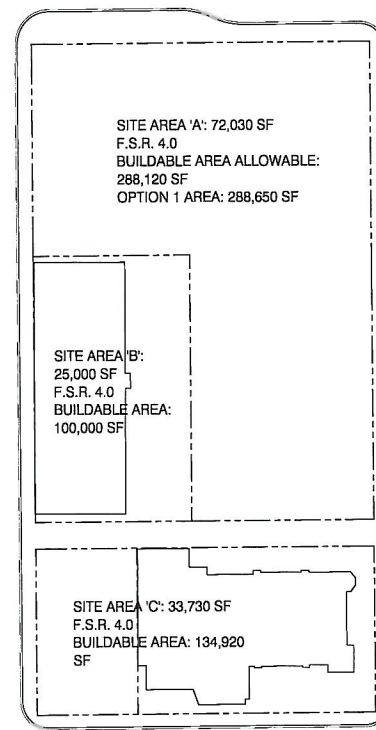 SITE AREA 'A': 72,030 SF
F.S.R. 4.0
BUILDABLE AREA ALLOWABLE:
288,120 SF
OPTION 1 AREA: 288,650 SF
SITE AREA 'B':
25,000 SF
F.S.R. 4.0
BUILDABLE AREA:
100,000 SF
SITE AREA 'C': 33,730 SF
F.S.R. 4.0
BUILDABLE AREA: 134,920
SF